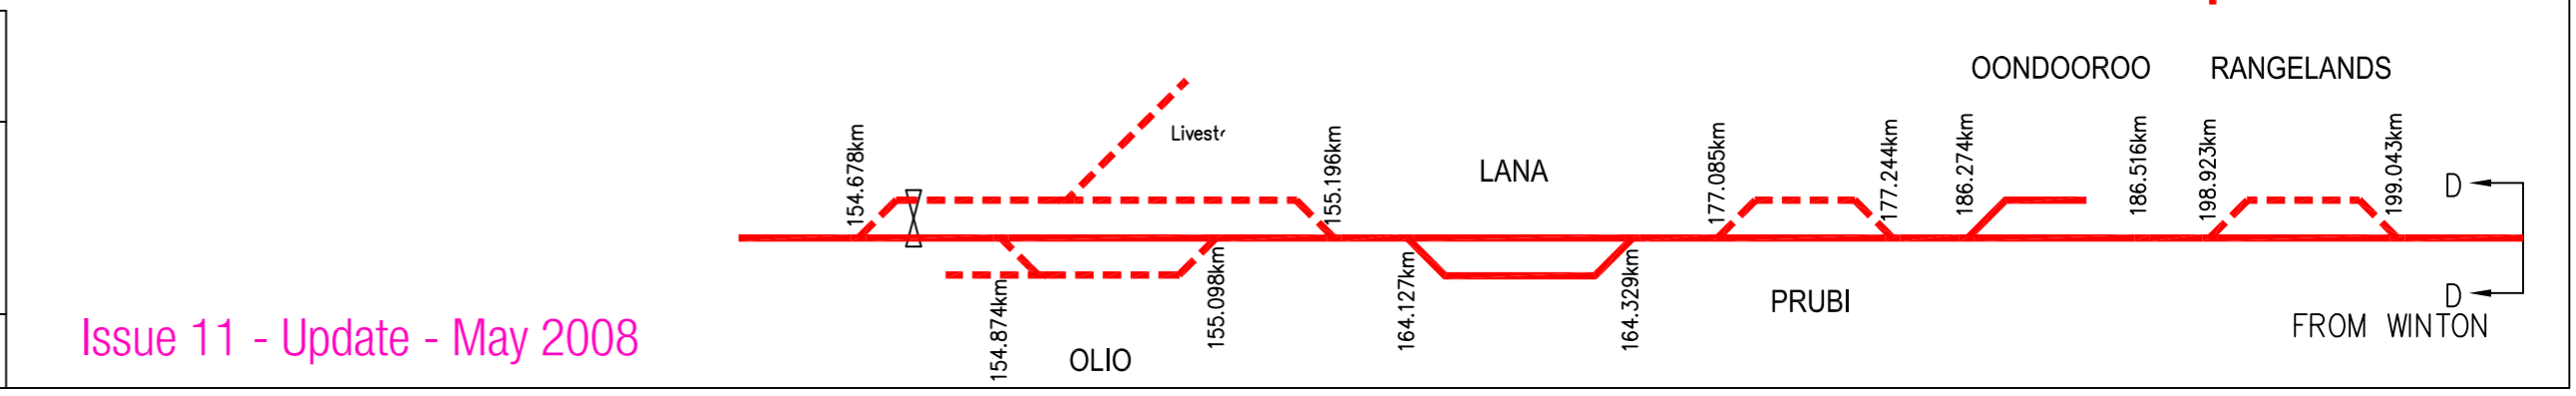 OONDOOROO RANGELANDS
154.678km
Livest
155.196km
LANA
177.085km
177.244km
186.274km
186.516km
198.923km
199.043km
D
154.874km
155.098km
164.127km
164.329km
PRUBI
D
FROM WINTON
OLIO
Issue 11 - Update - May 2008